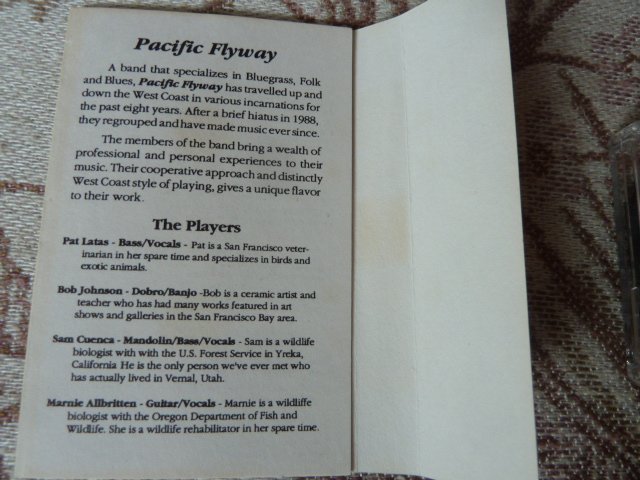 Pacific Flyway
A band that specializes in Bluegrass, Folk
and Blues, Pacific Flyway has travelled up and
down the West Coast in various incarnations for
the past eight years. After a brief hiatus in 1988,
they regrouped and have made music ever since.
The members of the band bring a wealth of
professional and personal experiences to their
music. Their cooperative approach and distinctly
West Coast style of playing, gives a unique flavor
to their work.
The Players
Pat Latas - Bass/Vocals - Pat is a San Francisco veter-
inarian in her spare time and specializes in birds and
exotic animals.
Bob Johnson - Dobro/Banjo -Bob is a ceramic artist and
teacher who has had many works featured in art
shows and galleries in the San Francisco Bay area.
Sam Cuenca - Mandolin/Bass/Vocals - Sam is a wildlife
biologist with with the U.S. Forest Service in Yreka,
California He is the only person we've ever met who
has actually lived in Vernal, Utah.
Marnie Allbritten - Guitar/Vocals - Marnie is a wildliffe
biologist with the Oregon Department of Fish and
Wildlife. She is a wildlife rehabilitator in her spare time.